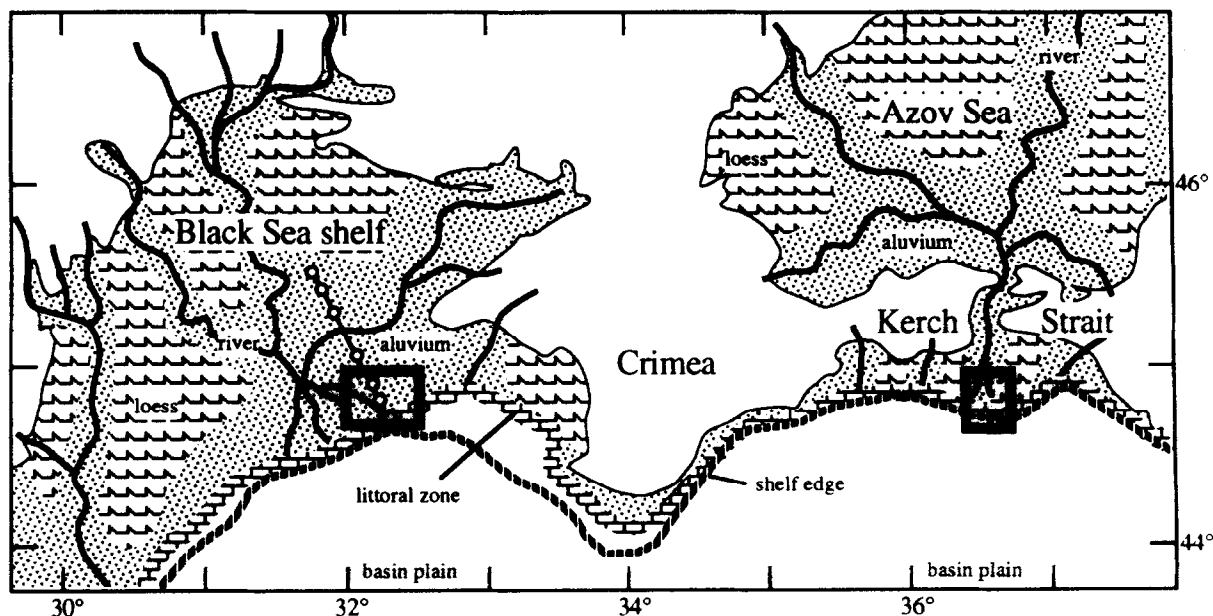 river
Azov Sea
loess
46°
Black Sea shelf
aluvium
Kerch Strait
river
aluvium
Crimea
loess
littoral zone
shelf edge
44°
basin plain
basin plain
30°
32°
34°
36°